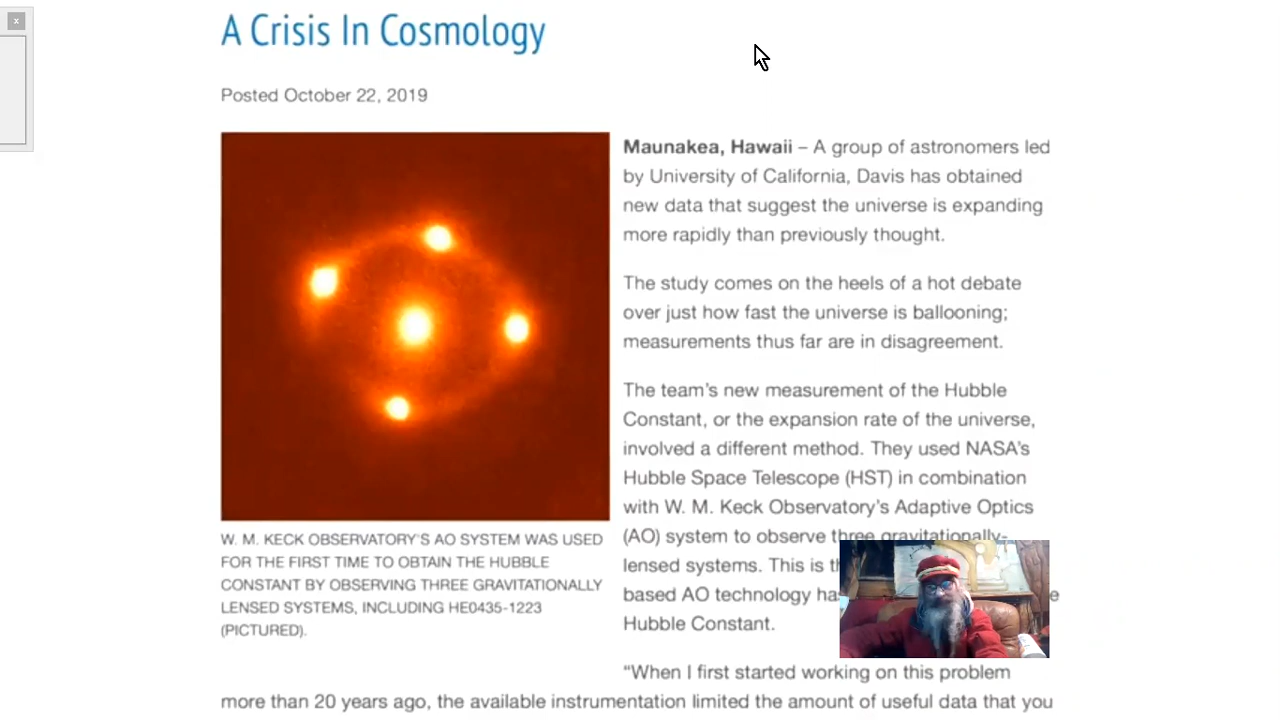 A Crisis In Cosmology
Posted October 22, 2019
Maunakea, Hawaii – A group of astronomers led
by University of California, Davis has obtained
new data that suggest the universe is expanding
more rapidly than previously thought.
The study comes on the heels of a hot debate
over just how fast the universe is ballooning;
measurements thus far are in disagreement.
The team's new measurement of the Hubble
Constant, or the expansion rate of the universe,
involved a different method. They used NASA's
Hubble Space Telescope (HST) in combination
with W. M. Keck Observatory's Adaptive Optics
(AO) system to observe three gravitationally-
lensed systems. This is
based AO technology
Hubble Constant.
W. M. KECK OBSERVATORY'S AO SYSTEM WAS USED
FOR THE FIRST TIME TO OBTAIN THE HUBBLE
CONSTANT BY OBSERVING THREE GRAVITATIONALLY
LENSED SYSTEMS, INCLUDING HE0435-1223
(PICTURED).
“When I first started working on this problem
more than 20 years ago, the available instrumentation limited the amount of useful data that you